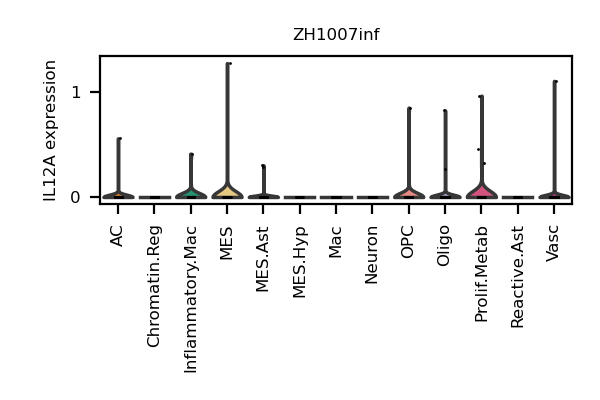 ZH1007inf
IL12A expression
1
0
AC
Chromatin.Reg
Inflammatory.Mac
MES
MES.Ast
MES.Hyp
Mac
Neuron
OPC
Oligo
Prolif.Metab
Reactive.Ast
Vasc